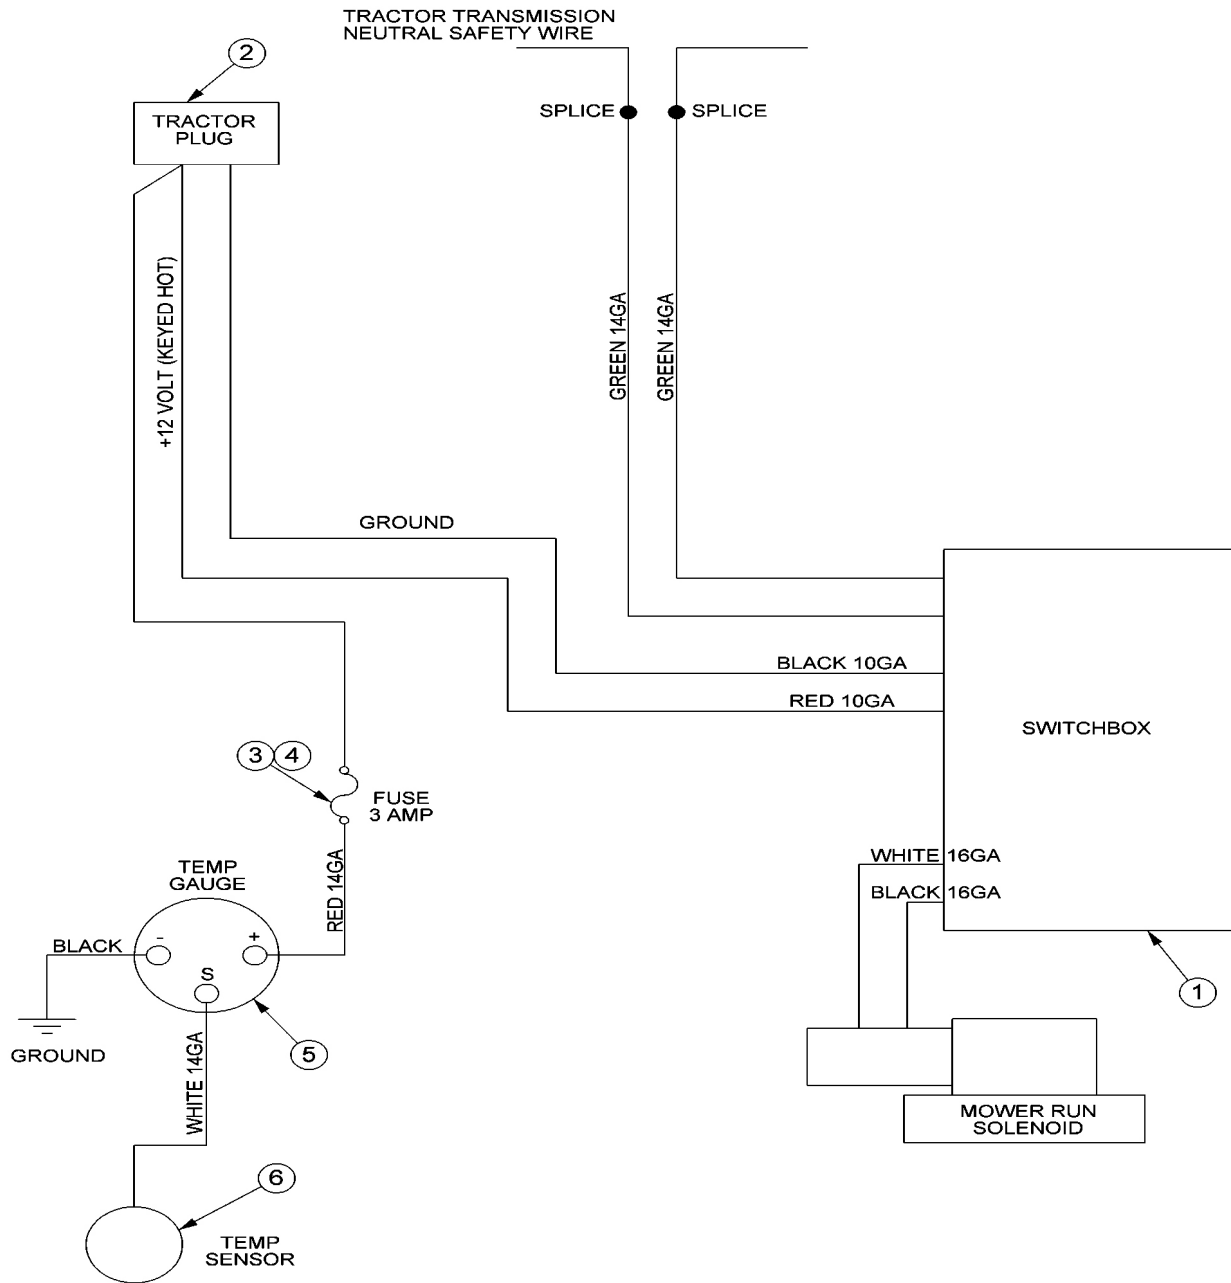 TRACTOR TRANSMISSION
NEUTRAL SAFETY WIRE
2
TRACTOR
PLUG
SPLICE
SPLICE
+12 VOLT (KEYED HOT)
GREEN 14GA
GREEN 14GA
GROUND
BLACK 10GA
RED 10GA
SWITCHBOX
3
4
FUSE
3 AMP
RED 14GA
TEMP
GAUGE
WHITE 16GA
BLACK 16GA
BLACK
-
+
S
1
GROUND
5
WHITE 14GA
MOWER RUN
SOLENOID
6
TEMP
SENSOR